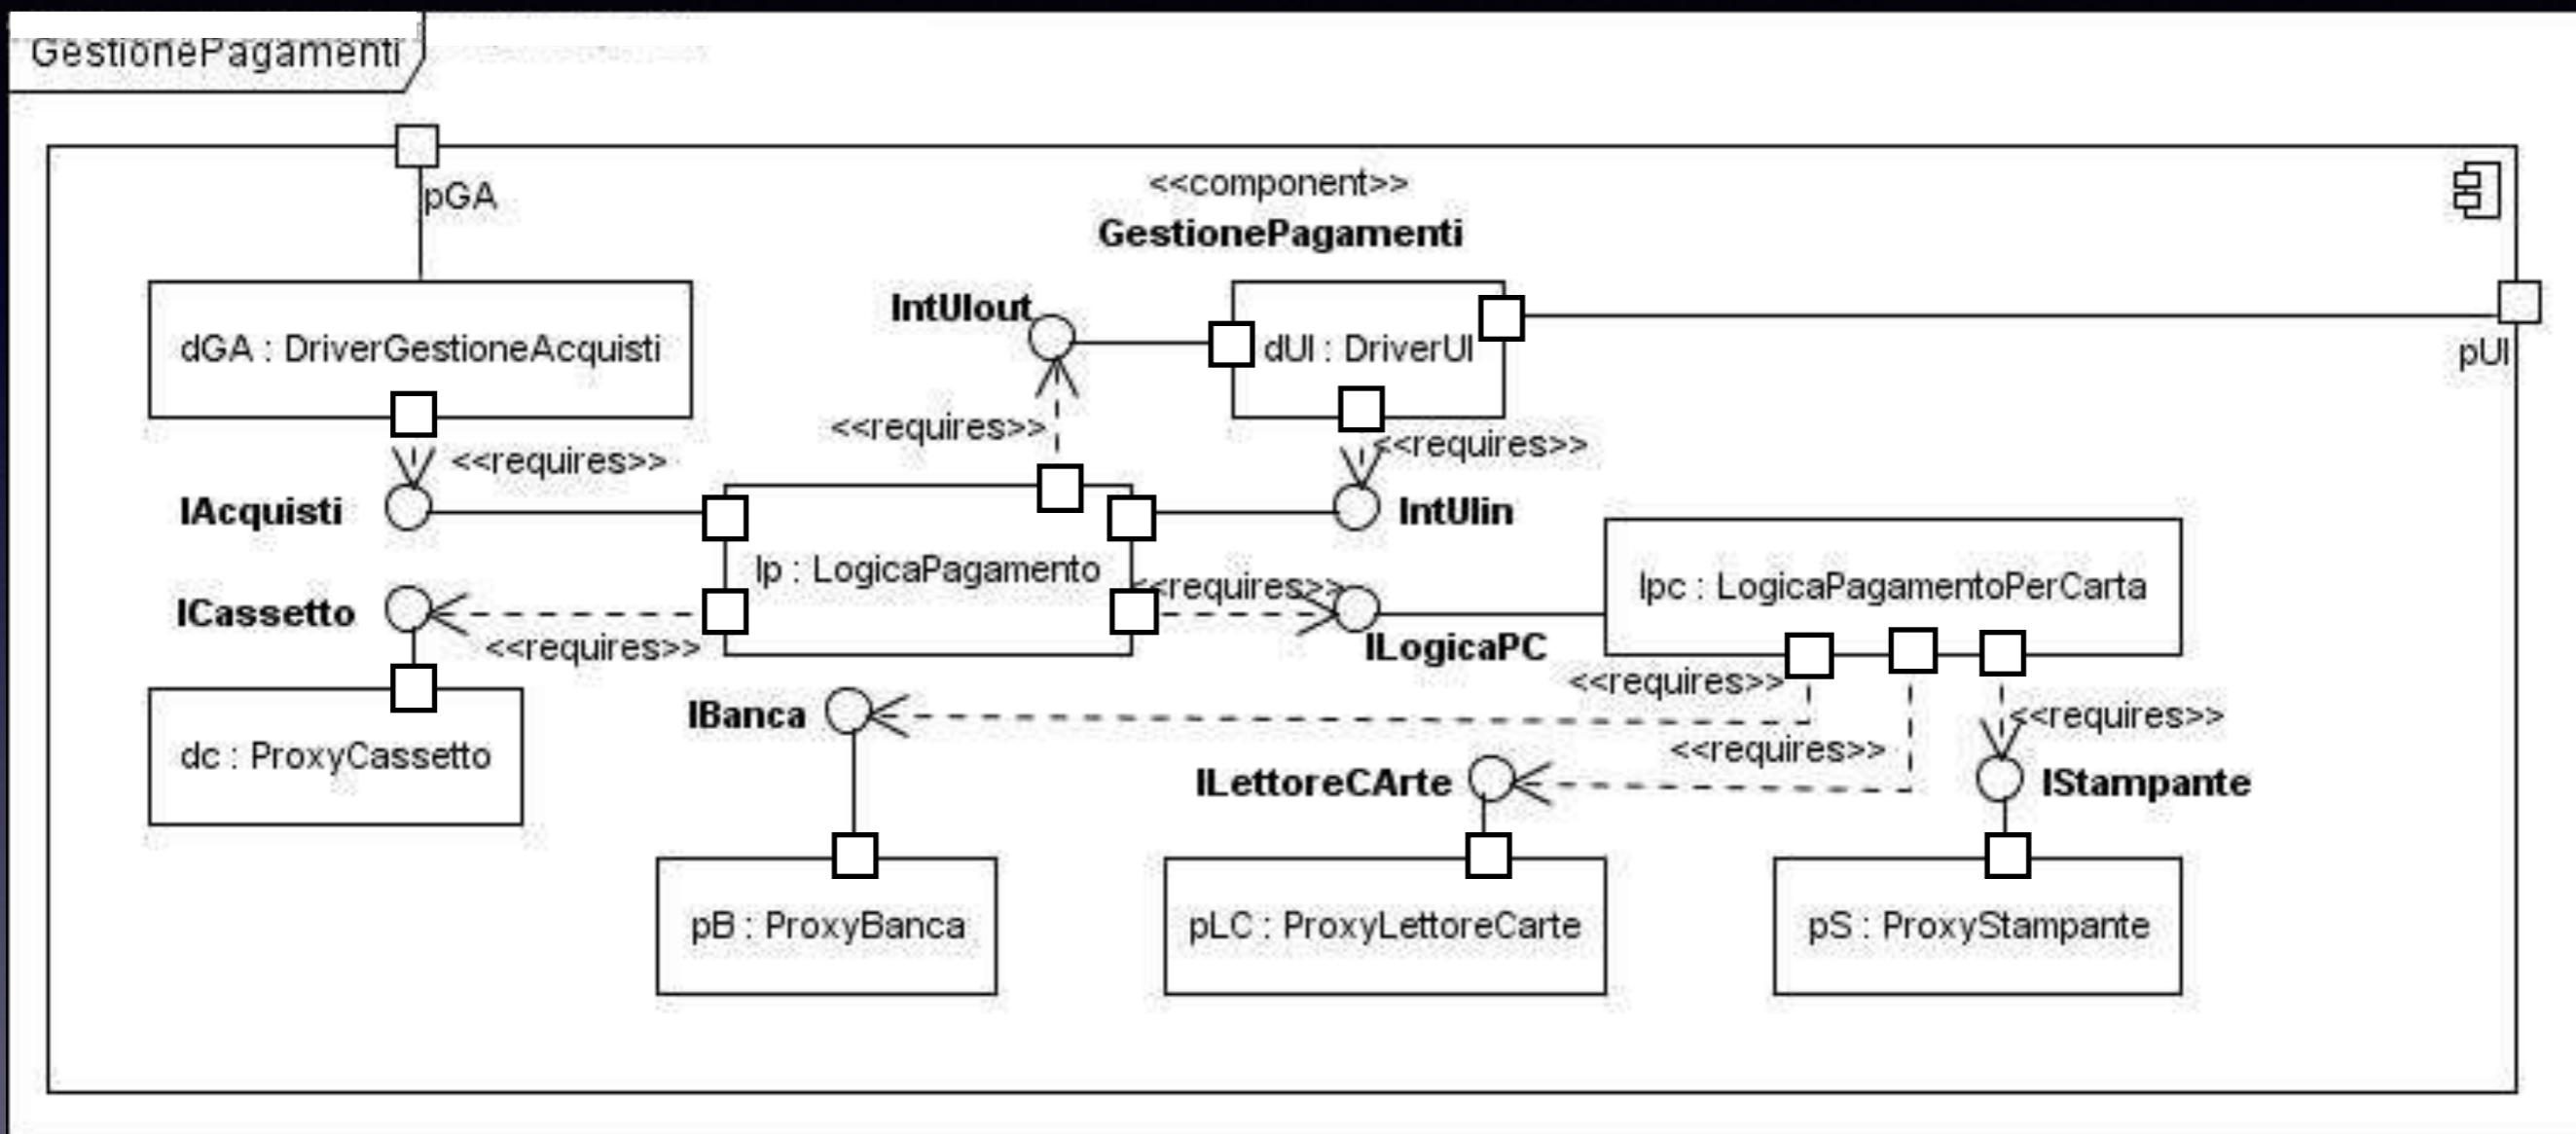 GestionePagamenti
pGA
<<component>>
GestionePagamenti
IntUIout
dGA : DriverGestioneAcquisti
dUI : DriverUI
pUI
<<requires>>
<<requires>>
<<requires>>
IAcquisti
IntUIin
lp : LogicaPagamento
<<requires>>
lpc : LogicaPagamentoPerCarta
ICassetto
<<requires>>
ILogicaPC
<<requires>>
IBanca
<<requires>>
<<requires>>
dc : ProxyCassetto
ILettoreCArte
IStampante
pB : ProxyBanca
pLC : ProxyLettoreCarte
pS : ProxyStampante